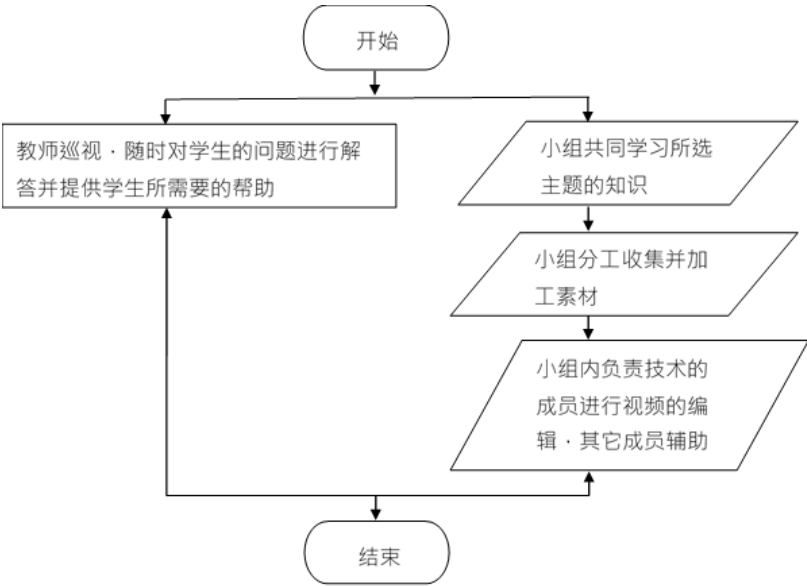 开始
教师巡视·随时对学生的问题进行解
答并提供学生所需要的帮助
小组共同学习所选
主题的知识
小组分工收集并加
工素材
小组内负责技术的
成员进行视频的编
辑·其它成员辅助
结束